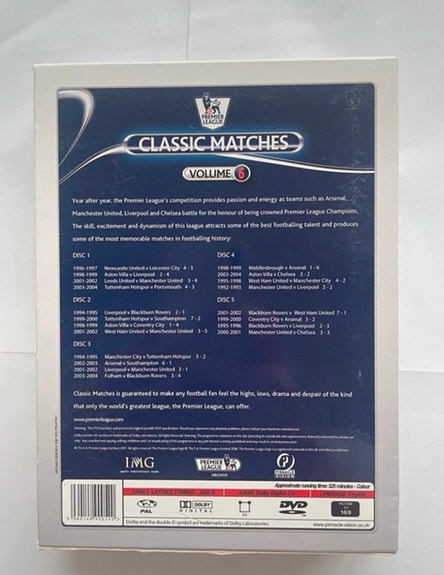 PREMIER
LEAGUE
CLASSIC MATCHES
VOLUME 6
Year after year, the Premier League's competition provides passion and energy as teams such as Arsenal,
Manchester United, Liverpool and Chelsea battle for the honour of being crowned Premier League Champions.
The skill, excitement and dynamism of this league attracts some of the best footballing talent and produces
some of the most memorable matches in footballing history:
DISC 1
1996-1997 Newcastle United v Leicester City 4 - 3
1998-1999 Aston Villa v Liverpool 2 - 4
2001-2002 Leeds United v Manchester United 3 - 4
2003-2004 Tottenham Hotspur v Portsmouth 4 - 3
DISC 2
1994-1995 Liverpool v Blackburn Rovers 2 - 1
1999-2000 Tottenham Hotspur v Southampton 7 - 2
1998-1999 Aston Villa v Coventry City 1 - 4
2001-2002 West Ham United v Manchester United 3 - 5
DISC 3
1994-1995 Manchester City v Tottenham Hotspur 5 - 2
2002-2003 Arsenal v Southampton 6 - 1
2001-2002 Liverpool v Manchester United 3 - 1
2003-2004 Fulham v Blackburn Rovers 3 - 4
DISC 4
1998-1999 Middlesbrough v Arsenal 1 - 6
2003-2004 Aston Villa v Chelsea 3 - 2
1995-1996 West Ham United v Manchester City 4 - 2
1992-1993 Manchester United v Liverpool 2 - 2
DISC 5
2001-2002 Blackburn Rovers v West Ham United 7 - 1
1999-2000 Coventry City v Arsenal 3 - 2
1995-1996 Blackburn Rovers v Liverpool 2 - 3
2000-2001 Manchester United v Chelsea 3 - 3
Classic Matches is guaranteed to make any football fan feel the highs, lows, drama and despair of the kind
that only the world's greatest league, the Premier League, can offer.
www.premierleague.com
IMG
PREMIER
LEAGUE
ARCHIVE
PINNACLE
VISION
Approximate running time: 525 minutes - Colour
SINGLE-LAYERED FORMAT - DVD-5
AUDIO: Dolby Digital 2.0
LANGUAGE: English
PAL
DOLBY
DIGITAL
DVD
16:9
Dolby and the double-D symbol are trademarks of Dolby Laboratories.
www.pinnacle-vision.co.uk